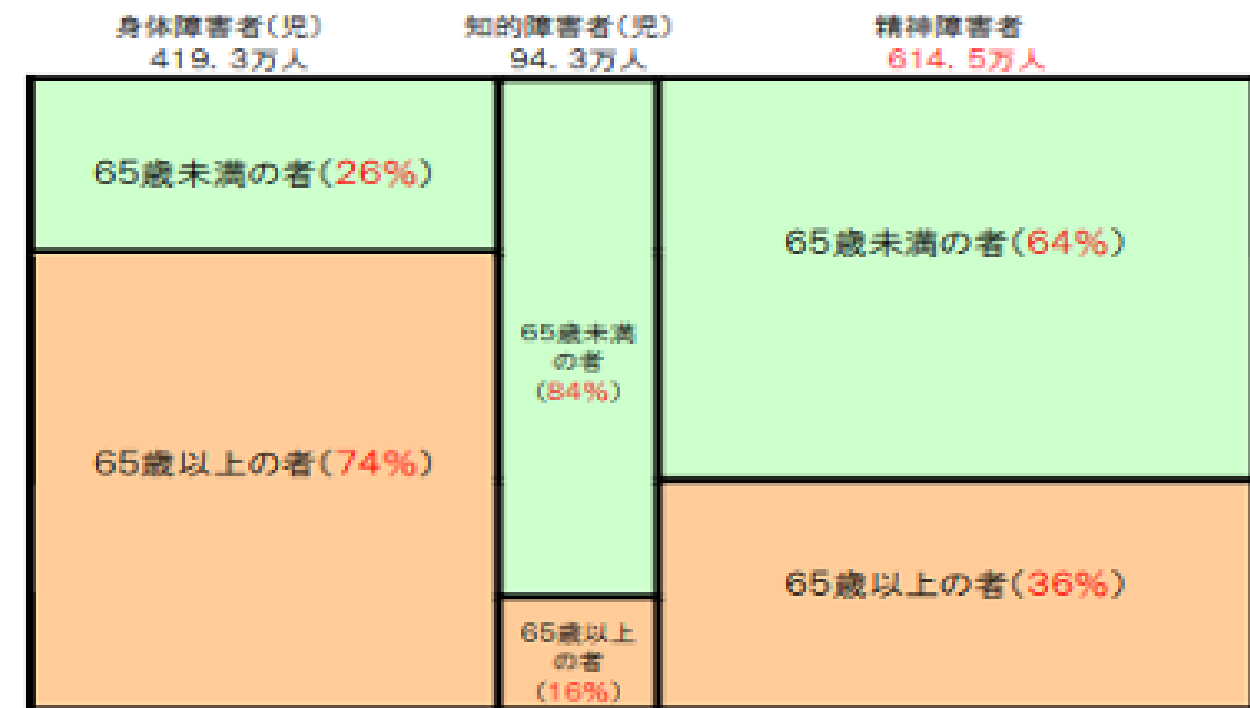 身体障害者(児)
419. 3万人
知的障害者(児)
94. 3万人
精神障害者
614. 5万人
65歳未満の者(26%)
65歳以上の者(74%)
65歳未満
の者
(84%)
65歳以上
の者
(16%)
65歳未満の者(64%)
65歳以上の者(36%)